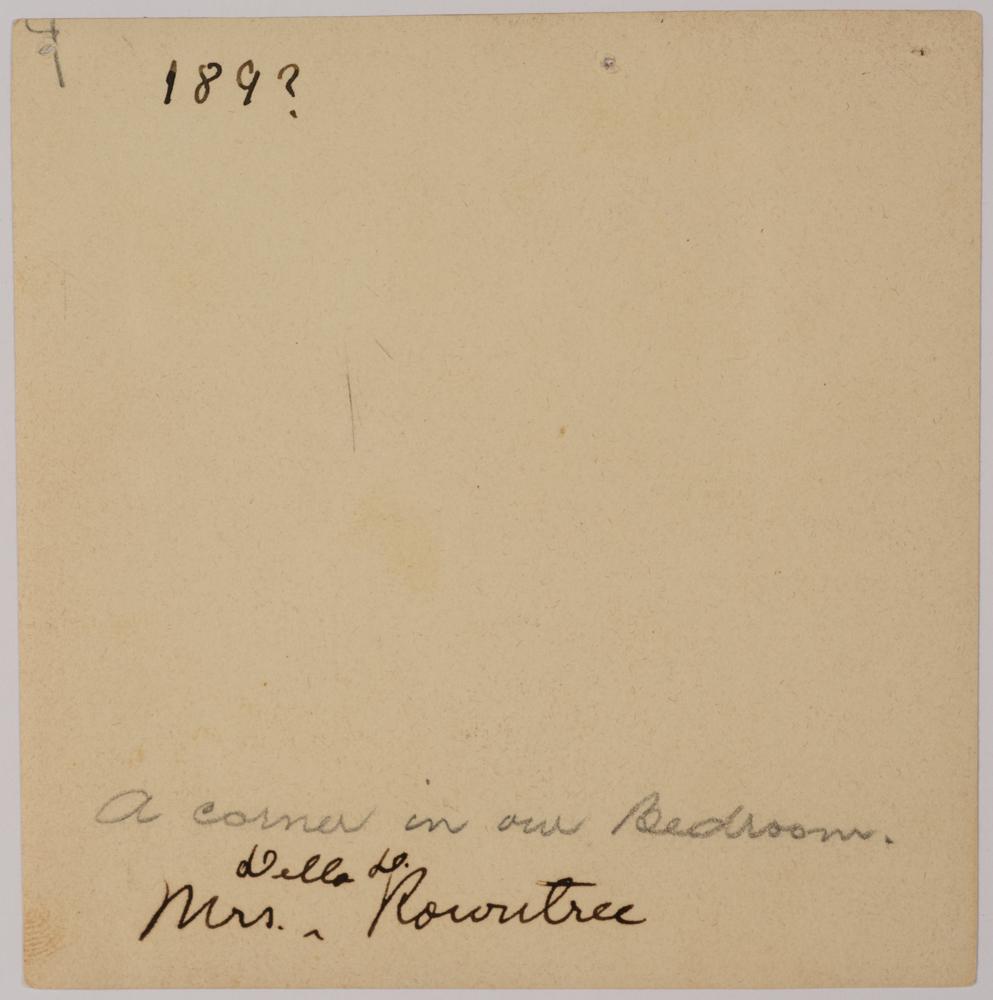 189?
A corner in our Bedroom.
Della D.
Mrs. ‸ Rowntree